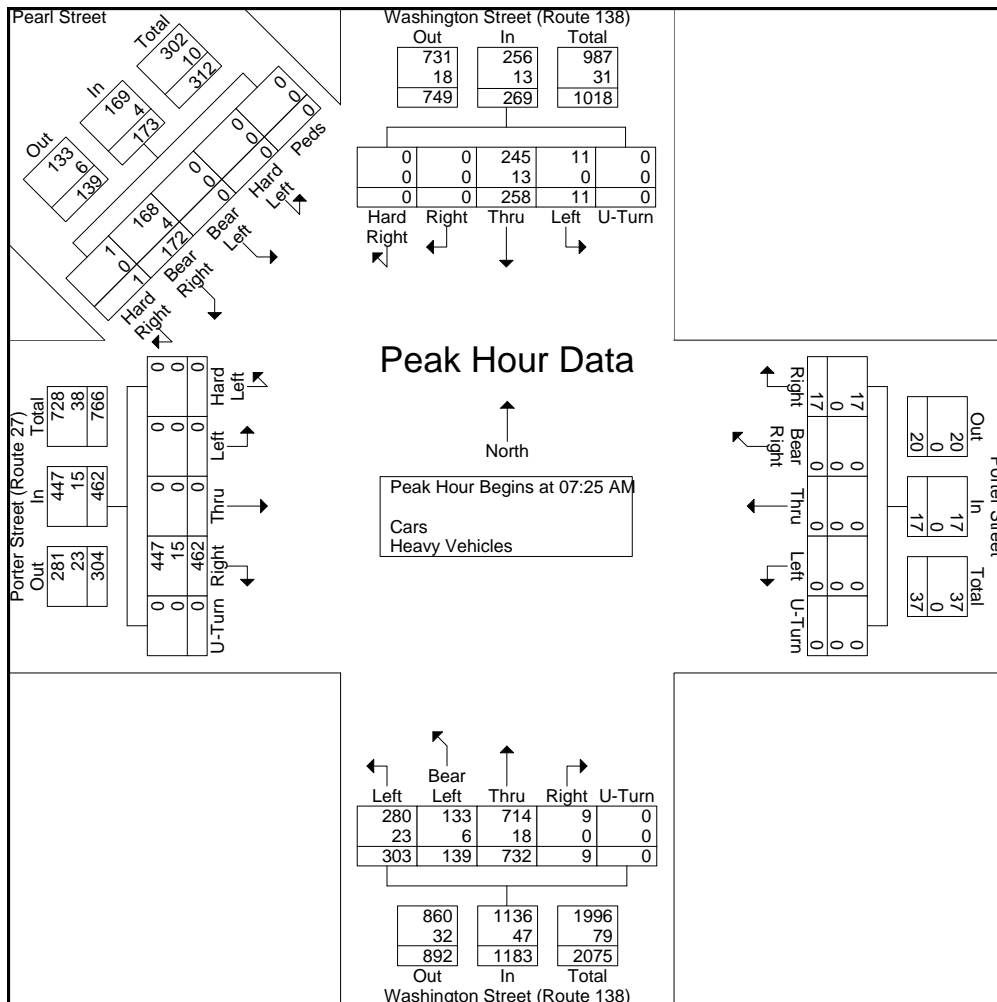 Pearl Street
Out In Total
133 169 302
6 4 10
139 173 312
1 168 0 0 0
0 4 0 0 0
1 172 0 0 0
Hard Right
Bear Right
Bear Left
Hard Left
Peds
Washington Street (Route 138)
Out In Total
731 256 987
18 13 31
749 269 1018
0 0 245 11 0
0 0 13 0 0
0 0 258 11 0
Hard Right Thru Left U-Turn
Right
Peak Hour Data
North
Peak Hour Begins at 07:25 AM
Cars
Heavy Vehicles
Porter Street (Route 27)
Out In Total
281 447 728
23 15 38
304 462 766
0 447 0 0 0
0 15 0 0 0
0 462 0 0 0
U-Turn Right Thru Left Hard
Left
Porter Street
Out In Total
20 17 37
0 0 0
20 17 37
17 0 0 0 0
0 0 0 0 0
17 0 0 0 0
Right Bear Thru Left U-Turn
Right
Bear
Left Left Thru Right U-Turn
280 133 714 9 0
23 6 18 0 0
303 139 732 9 0
860 1136 1996
32 47 79
892 1183 2075
Out In Total
Washington Street (Route 138)